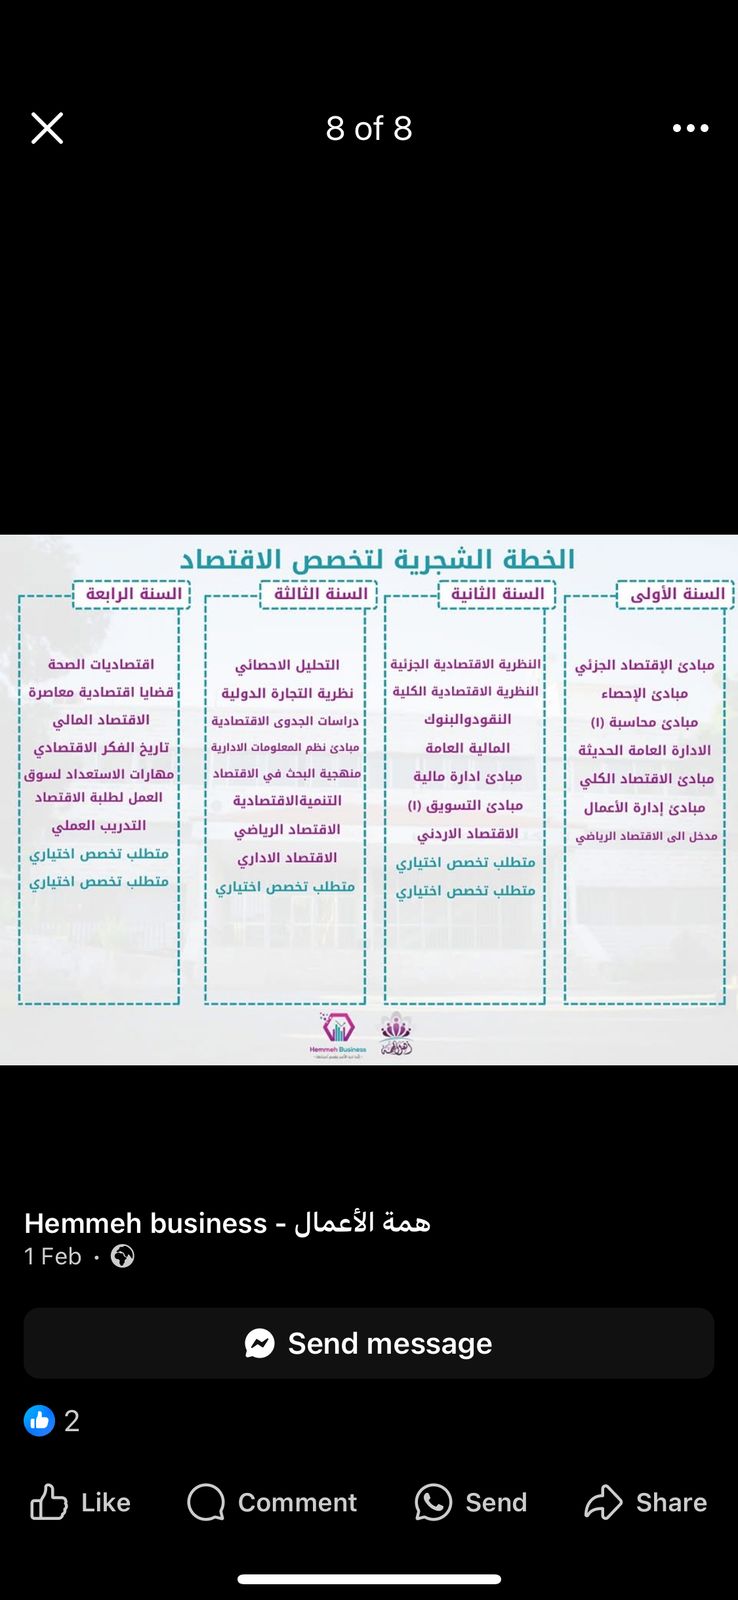 8 of 8
الخطة الشجرية لتخصص الاقتصاد
السنة الأولى
مبادئ الإقتصاد الجزئي
مبادئ الإحصاء
مبادئ محاسبة (١)
الادارة العامة الحديثة
مبادئ الاقتصاد الكلي
مبادئ إدارة الأعمال
مدخل الى الاقتصاد الرياضي
السنة الثانية
النظرية الاقتصادية الجزئية
النظرية الاقتصادية الكلية
النقودوالبنوك
المالية العامة
مبادئ ادارة مالية
مبادئ التسويق (١)
الاقتصاد الاردني
متطلب تخصص اختياري
متطلب تخصص اختياري
السنة الثالثة
التحليل الاحصائي
نظرية التجارة الدولية
دراسات الجدوى الاقتصادية
مبادئ نظم المعلومات الادارية
منهجية البحث في الاقتصاد
التنميةالاقتصادية
الاقتصاد الرياضي
الاقتصاد الاداري
متطلب تخصص اختياري
السنة الرابعة
اقتصاديات الصحة
قضايا اقتصادية معاصرة
الاقتصاد المالي
تاريخ الفكر الاقتصادي
مهارات الاستعداد لسوق
العمل لطلبة الاقتصاد
التدريب العملي
متطلب تخصص اختياري
متطلب تخصص اختياري
Hemmeh Business
أهل الهمة
Hemmeh business - همة الأعمال
1 Feb ·
Send message
2
Like
Comment
Send
Share